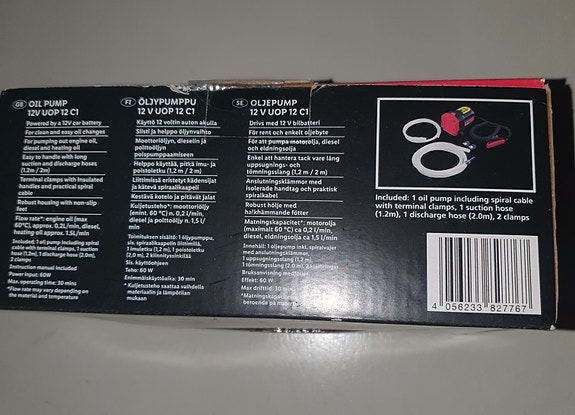 GB OIL PUMP
12V UOP 12 C1
Powered by a 12V car battery
For clean and easy oil changes
For pumping out engine oil,
diesel and heating oil
Easy to handle with long
suction and discharge hoses
(1.2m / 2m)
Terminal clamps with insulated
handles and practical spiral
cable
Robust housing with non-slip
feet
Flow rate*: engine oil (max
60°C), approx. 0.2L/min, diesel,
heating oil approx. 1.5L/min
Included: 1 oil pump including spiral
cable with terminal clamps, 1 suction
hose (1.2m), 1 discharge hose (2.0m),
2 clamps
Instruction manual included
Power input: 60W
Max. operating time: 30 mins
*Flow rate may vary depending on
the material and temperature
FI ÖLJYPUMPPU
12 V UOP 12 C1
Käyttö 12 voltin auton akulla
Siisti ja helppo öljynvaihto
Moottoriöljyn, dieselin ja
polttoöljyn
poispumppaamiseen
Helppo käyttää, pitkä imu- ja
poistoletku (1,2 m / 2 m)
Liittimissä eristetyt kädensijat
ja kätevä spiraalikaapeli
Kestävä kotelo ja pitävät jalat
Kuljetusteho*: moottoriöljy
(enint. 60 °C) n. 0,2 l/min,
diesel ja polttoöljy n. 1,5 l/
min
Toimituksen sisältö: 1 öljypumppu,
sis. spiraalikaapelin liittimillä,
1 imuletku (1,2 m), 1 poistoletku
(2,0 m), 2 kiinnityssinkilää
Sis. käyttöohjeen
Teho: 60 W
Enimmäiskäyttöaika: 30 min
* Kuljetusteho saattaa vaihdella
materiaalin ja lämpötilan
mukaan
SE OLJEPUMP
12 V UOP 12 C1
Drivs med 12 V bilbatteri
För rent och enkelt oljebyte
För att pumpa motorolja, diesel
och eldningsolja
Enkel att hantera tack vare lång
uppsugnings- och
tömningsslang (1,2 m / 2 m)
Anslutningsklämmor med
isolerade handtag och praktisk
spiralkabel
Robust hölje med
halkhämmande fötter
Matningskapacitet*: motorolja
(maximalt 60 °C) ca 0,2 l/min,
diesel, eldningsolja ca 1,5 l/min
Innehåll: 1 oljepump inkl. spiralvajer
med anslutningsklämmor,
1 uppsugningsslang (1,2 m),
1 tömningsslang (2,0 m),
Bruksanvisning medföljer
Effekt: 60 W
Max drifttid: 30
*Matningskapa
beroende på mater
Included: 1 oil pump including spiral cable
with terminal clamps, 1 suction hose
(1.2m), 1 discharge hose (2.0m), 2 clamps
4 056233 827767